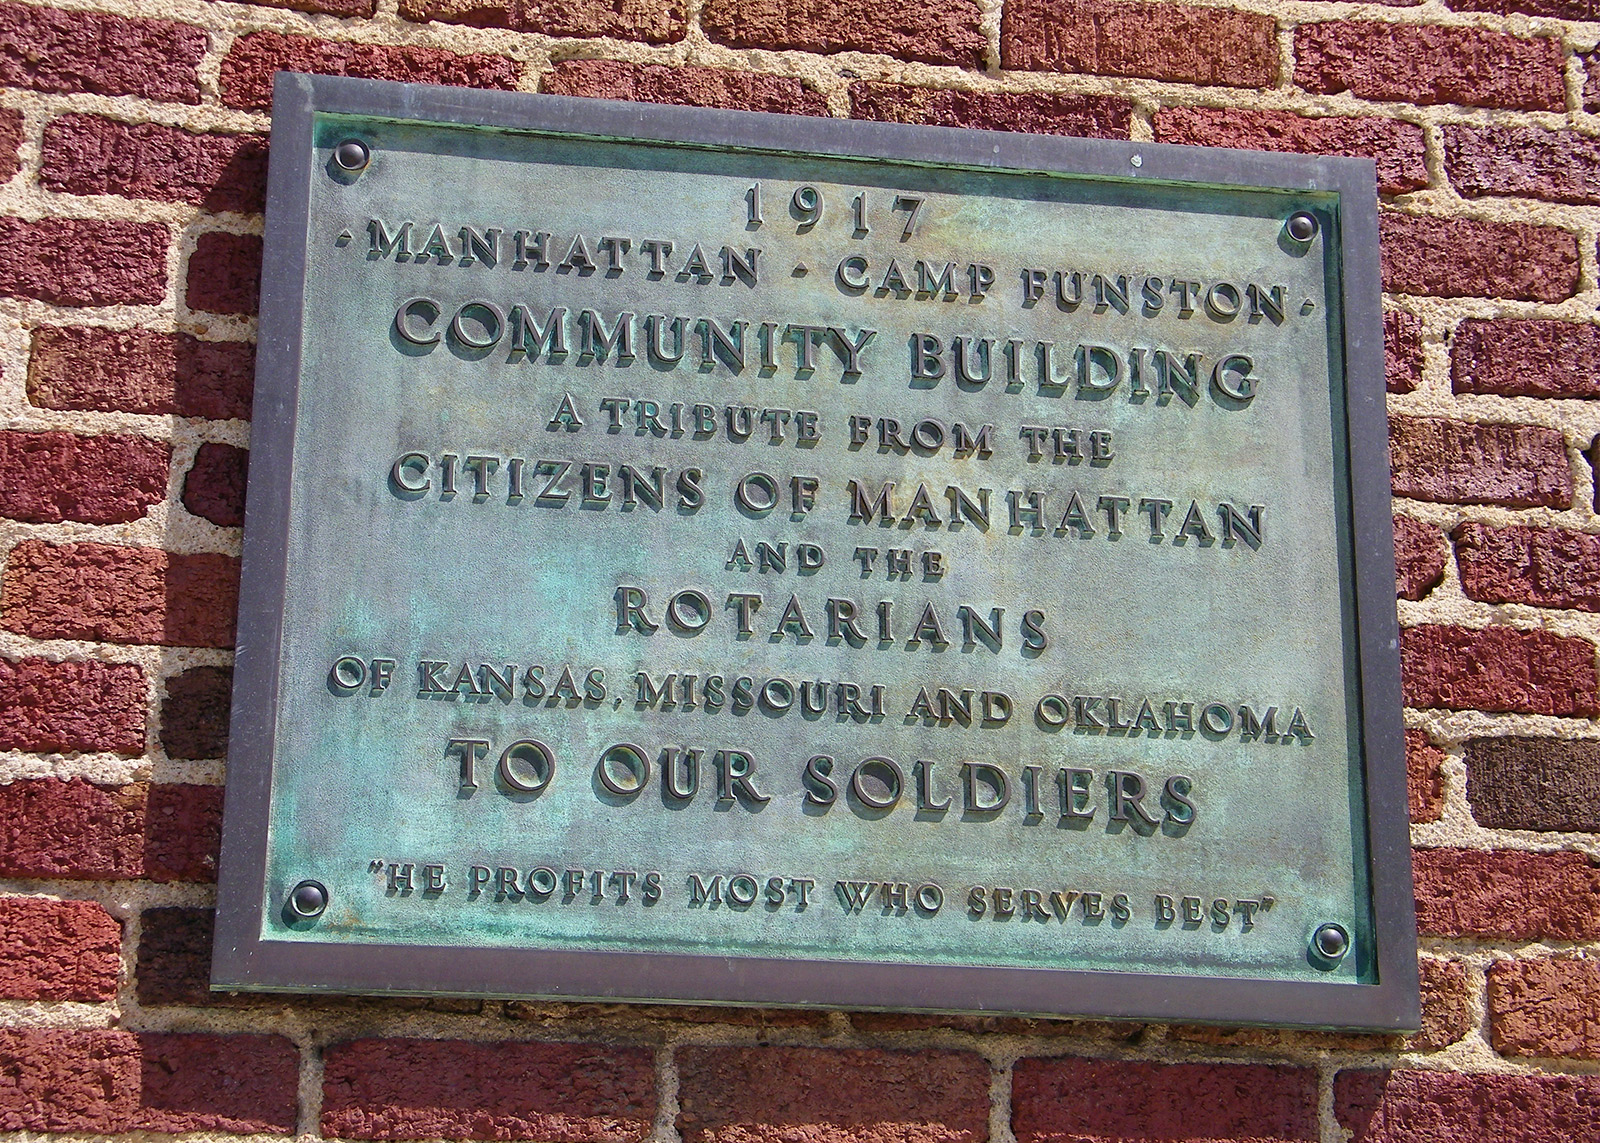 1917
- MANHATTAN - CAMP FUNSTON -
COMMUNITY BUILDING
A TRIBUTE FROM THE
CITIZENS OF MANHATTAN
AND THE
ROTARIANS
OF KANSAS, MISSOURI AND OKLAHOMA
TO OUR SOLDIERS
"HE PROFITS MOST WHO SERVES BEST"